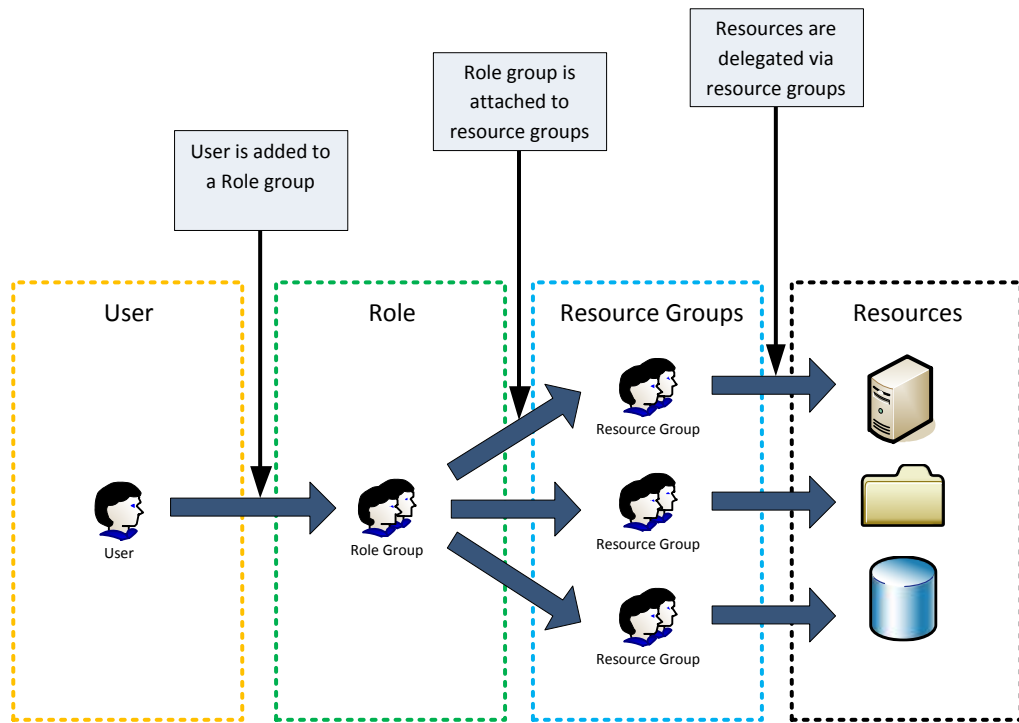 Resources are
delegated via
resource groups
Role group is
attached to
resource groups
User is added to
a Role group
User
Role
Resource Groups
Resources
Resource Group
User
Role Group
Resource Group
Resource Group